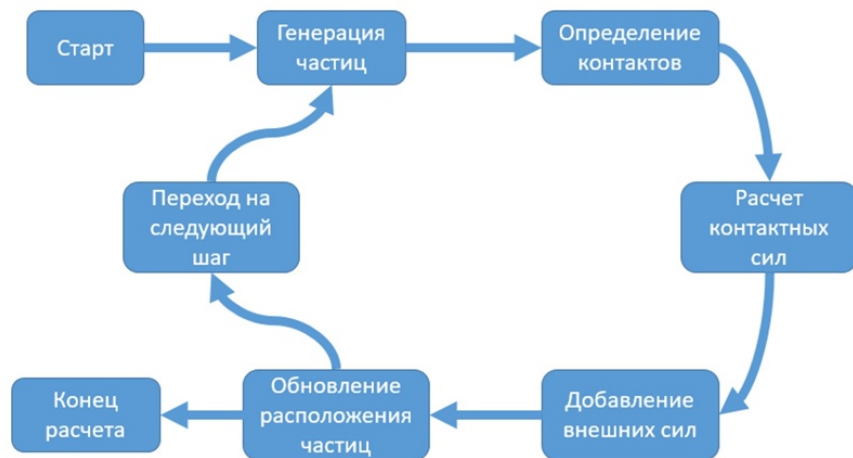 Старт
Генерация
частиц
Определение
контактов
Расчет
контактных
сил
Добавление
внешних сил
Обновление
расположения
частиц
Переход на
следующий
шаг
Конец
расчета